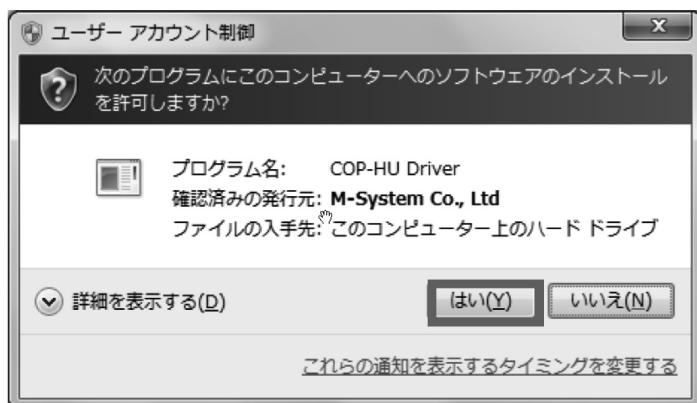 ユーザー アカウント制御
次のプログラムにこのコンピューターへのソフトウェアのインストール
を許可しますか?
プログラム名: COP-HU Driver
確認済みの発行元: M-System Co., Ltd
ファイルの入手先: このコンピューター上のハード ドライブ
詳細を表示する(D) はい(Y) いいえ(N)
これらの通知を表示するタイミングを変更する